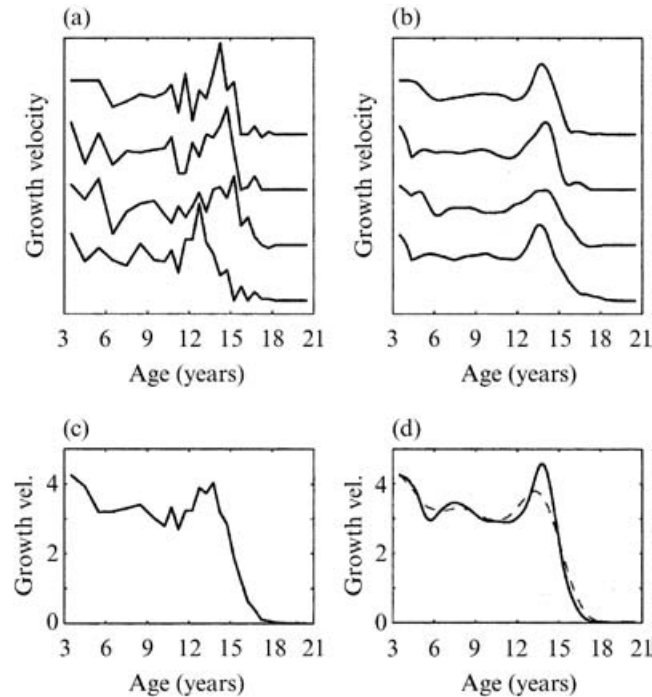 (a)
Growth velocity
3 6 9 12 15 18 21
Age (years)
(b)
Growth velocity
3 6 9 12 15 18 21
Age (years)
(c)
Growth vel.
4
2
0
3 6 9 12 15 18 21
Age (years)
(d)
Growth vel.
4
2
0
3 6 9 12 15 18 21
Age (years)